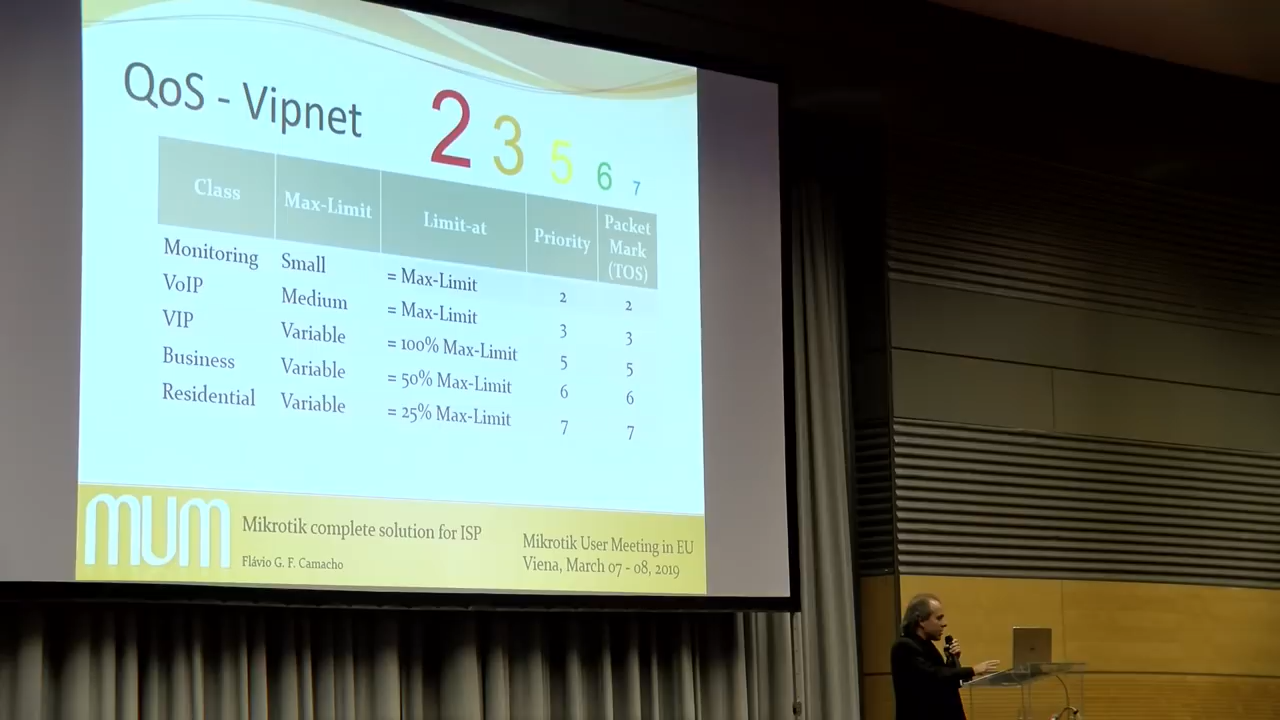 QoS - Vipnet
2 3 5 6 7
Class Max-Limit Limit-at Priority Packet Mark (TOS)
Monitoring Small = Max-Limit 2 2
VoIP Medium = Max-Limit 3 3
VIP Variable = 100% Max-Limit 5 5
Business Variable = 50% Max-Limit 6 6
Residential Variable = 25% Max-Limit 7 7
MUM
Mikrotik complete solution for ISP
Flávio G. F. Camacho
Mikrotik User Meeting in EU
Viena, March 07 - 08, 2019